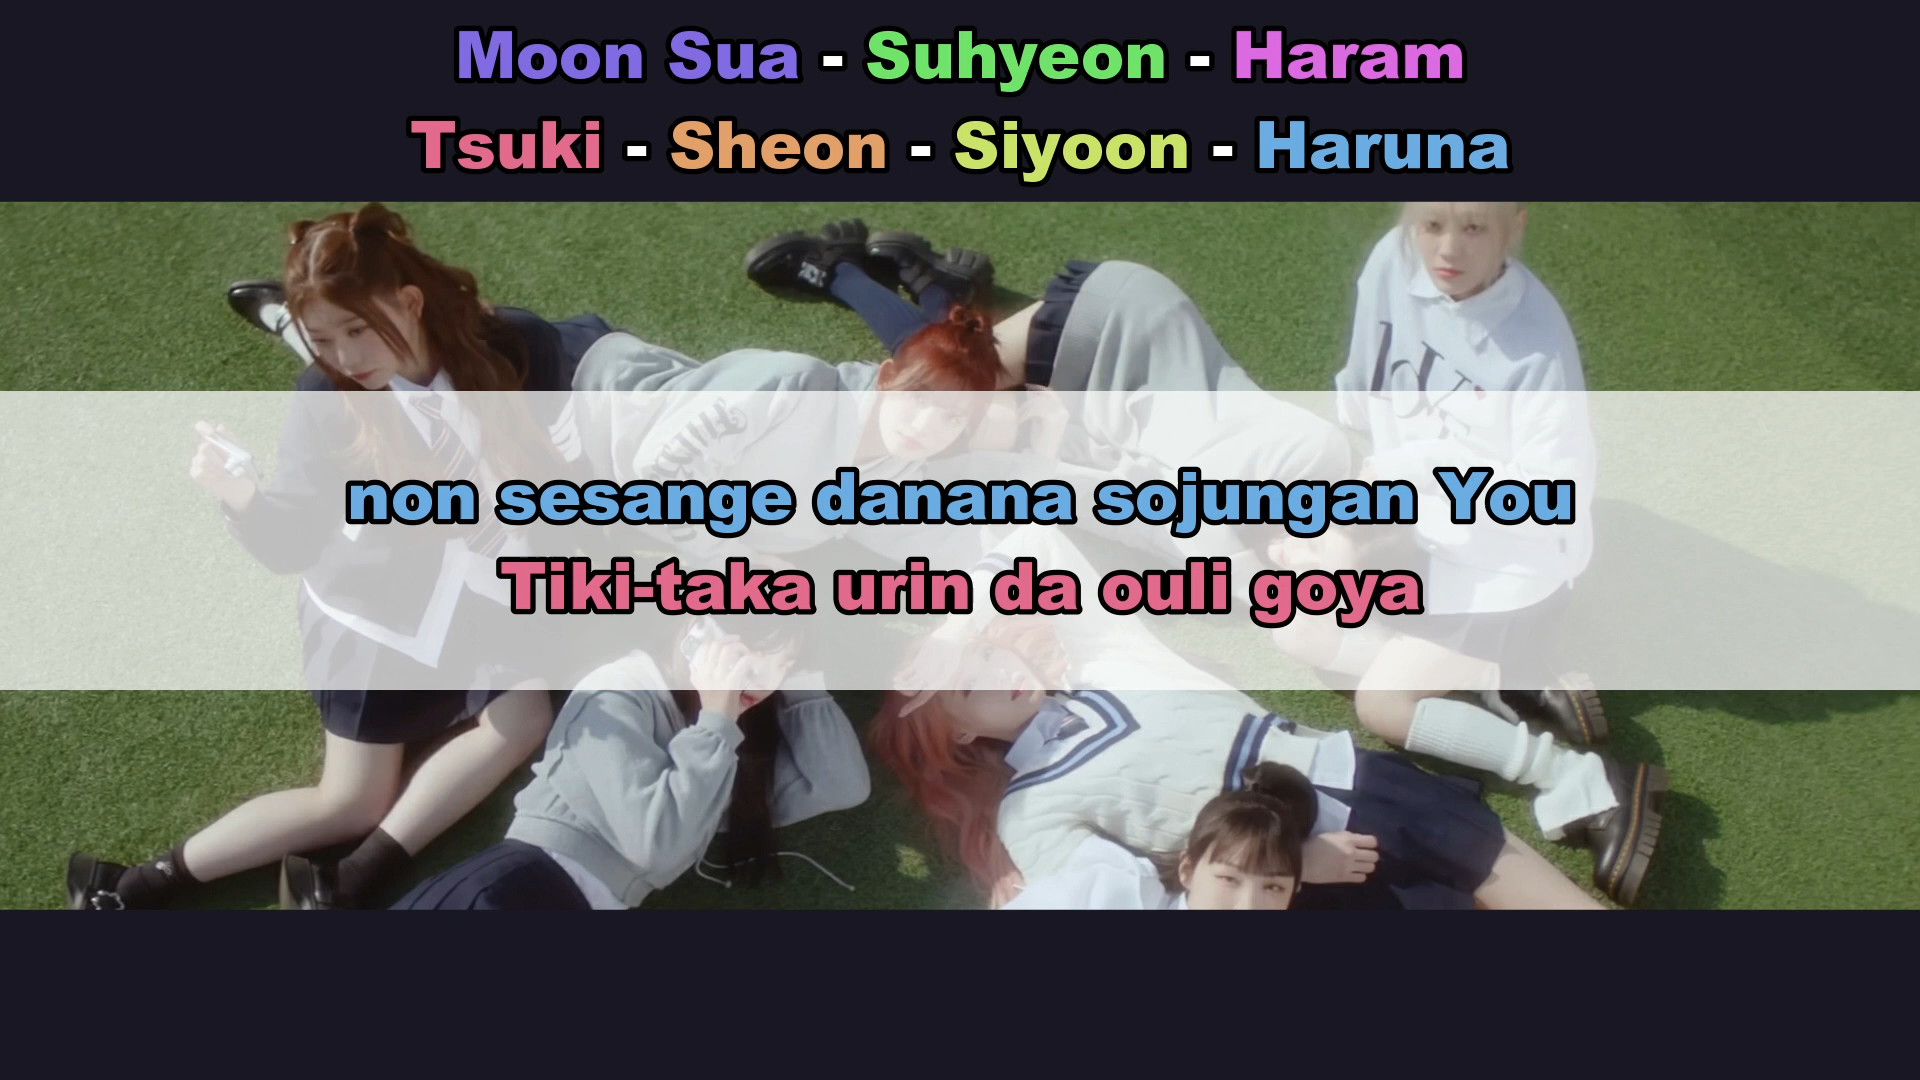 Moon Sua - Suhyeon - Haram
Tsuki - Sheon - Siyoon - Haruna
non sesange danana sojungan You
Tiki-taka urin da ouli goya